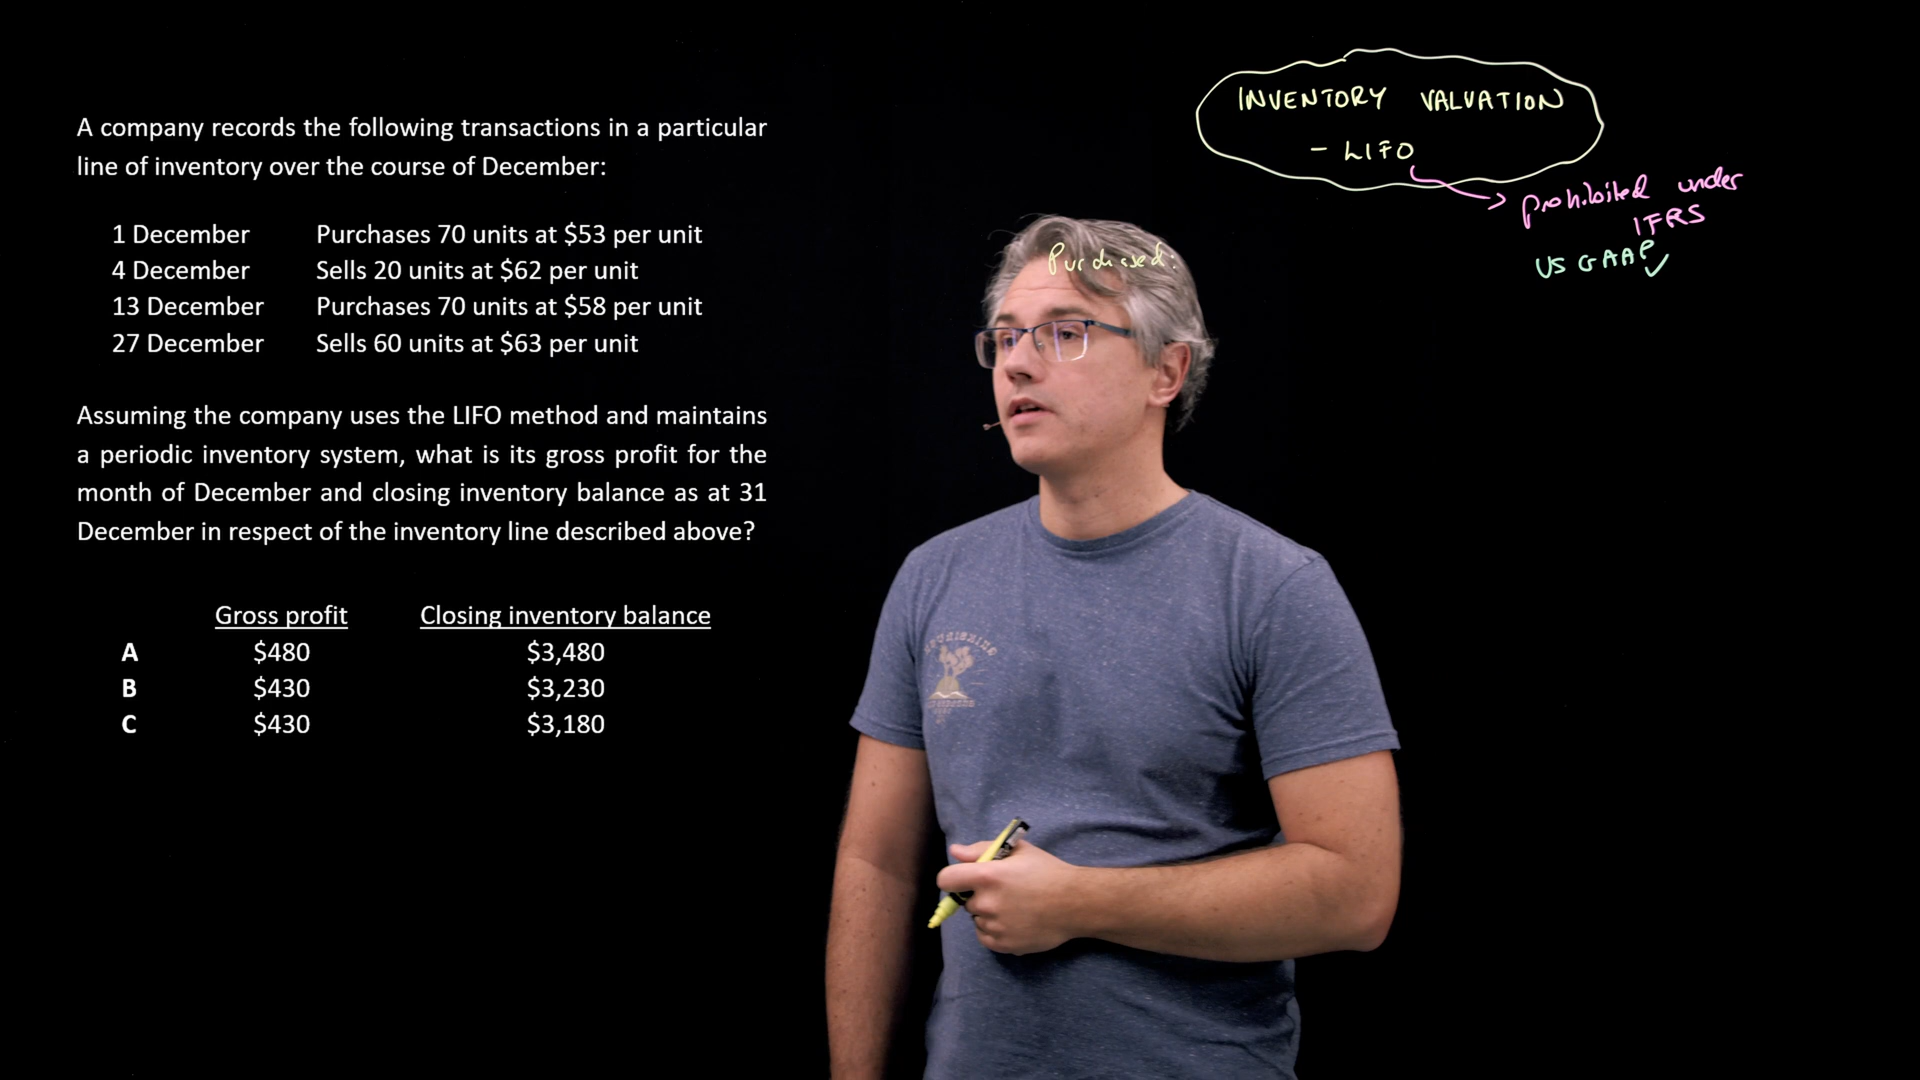 A company records the following transactions in a particular
line of inventory over the course of December:
1 December Purchases 70 units at $53 per unit
4 December Sells 20 units at $62 per unit
13 December Purchases 70 units at $58 per unit
27 December Sells 60 units at $63 per unit
Assuming the company uses the LIFO method and maintains
a periodic inventory system, what is its gross profit for the
month of December and closing inventory balance as at 31
December in respect of the inventory line described above?
Gross profit Closing inventory balance
A $480 $3,480
B $430 $3,230
C $430 $3,180
INVENTORY VALUATION
- LIFO
prohibited under
IFRS
US GAAP ✓
Purchased: